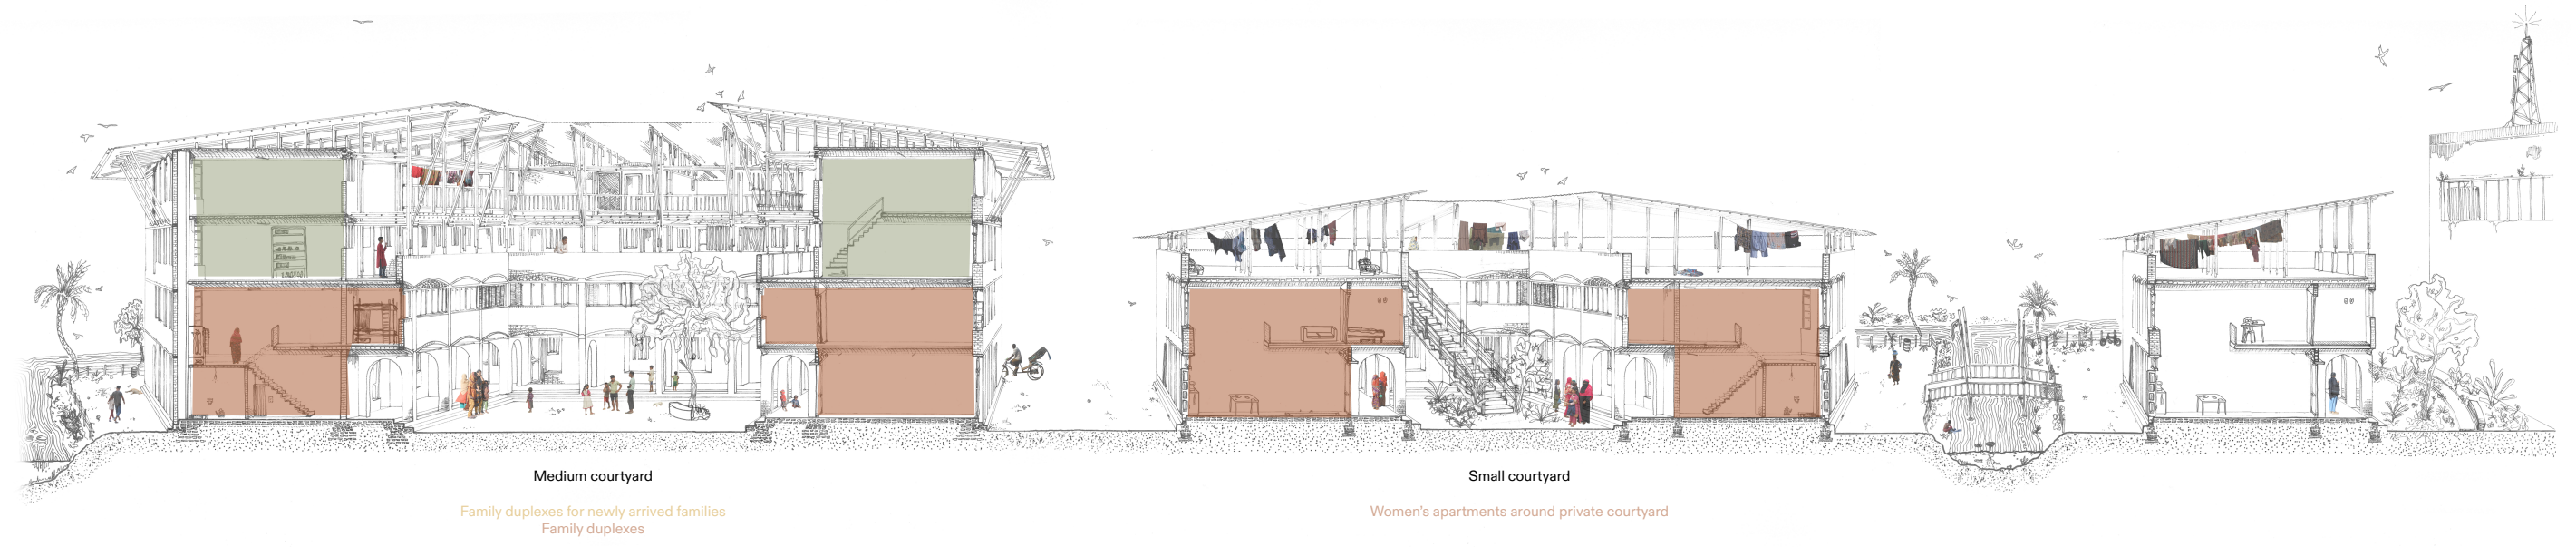 Medium courtyard
Family duplexes for newly arrived families
Family duplexes
Small courtyard
Women's apartments around private courtyard